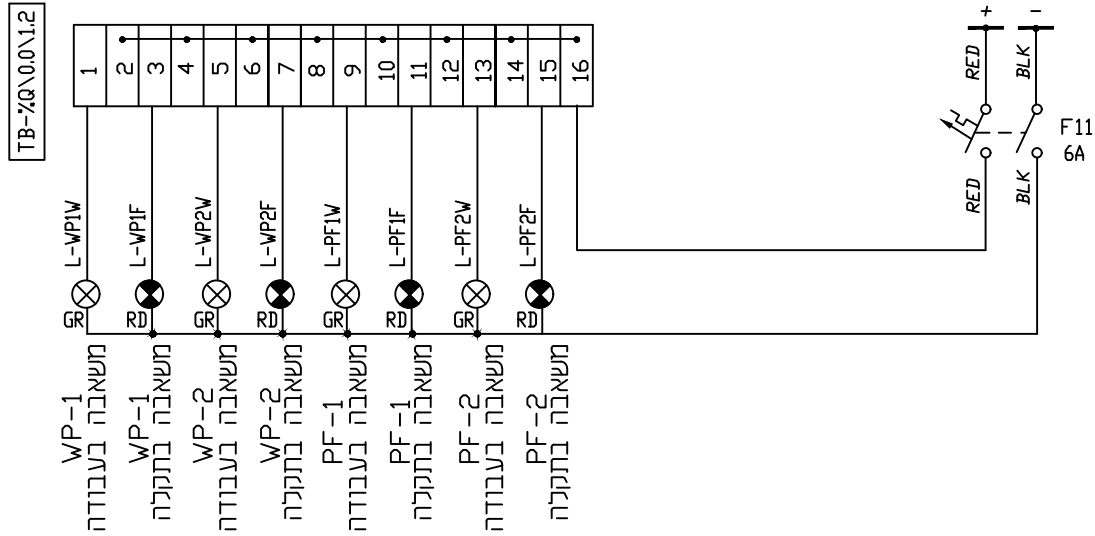 TB-%Q\0.0\1.2
1
2
3
4
5
6
7
8
9
10
11
12
13
14
15
16
+
-
RED
BLK
F11
6A
RED
BLK
L-WP1W
L-WP1F
L-WP2W
L-WP2F
L-PF1W
L-PF1F
L-PF2W
L-PF2F
GR
RD
GR
RD
GR
RD
GR
RD
WP-1
משאבה בעבודה
WP-1
משאבה בתקלה
WP-2
משאבה בעבודה
WP-2
משאבה בתקלה
PF-1
משאבה בעבודה
PF-1
משאבה בתקלה
PF-2
משאבה בעבודה
PF-2
משאבה בתקלה